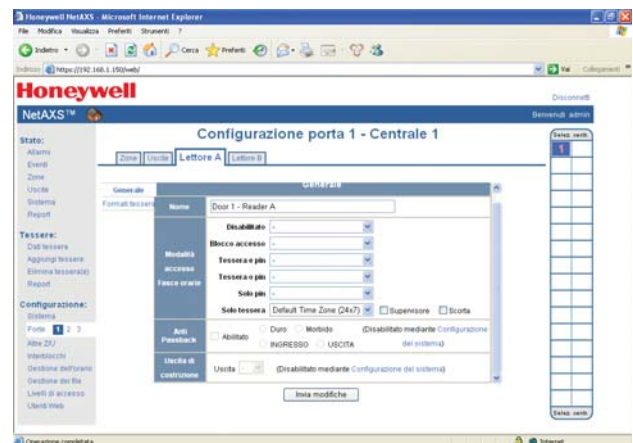 Honeywell NetAXS - Microsoft Internet Explorer
File Modifica Visualizza Preferiti Strumenti ?
Indietro Cerca Preferiti
Indirizzo https://192.168.1.150/web/ Vai Collegamenti
Honeywell
Disconnetti
NetAXS™ Benvenuti admin
Configurazione porta 1 - Centrale 1
Zone Uscite Lettore A Lettore B
Stato:
Allarmi
Eventi
Zone
Uscite
Sistema
Report
Tessere:
Dati tessera
Aggiungi tessere
Elimina tessera(e)
Report
Configurazione:
Sistema
Porte 1 2 3
Altre Z/U
Interblocchi
Gestione dell'orario
Gestione dei file
Livelli di accesso
Utenti Web
Generale
Formati tessera
Generale
Nome Door 1 - Reader A
Modalità accesso Fasce orarie
Disabilitato -
Blocco accesso -
Tessera e pin -
Tessera o pin -
Solo pin -
Solo tessera Default Time Zone (24x7) Supervisore Scorta
Anti Passback
Abilitato Duro Morbido (Disabilitato mediante Configurazione
INGRESSO USCITA del sistema)
Uscita di costrizione
Uscita - (Disabilitato mediante Configurazione del sistema)
Invia modifiche
Selez. centr.
1
Selez. centr.
Operazione completata Internet